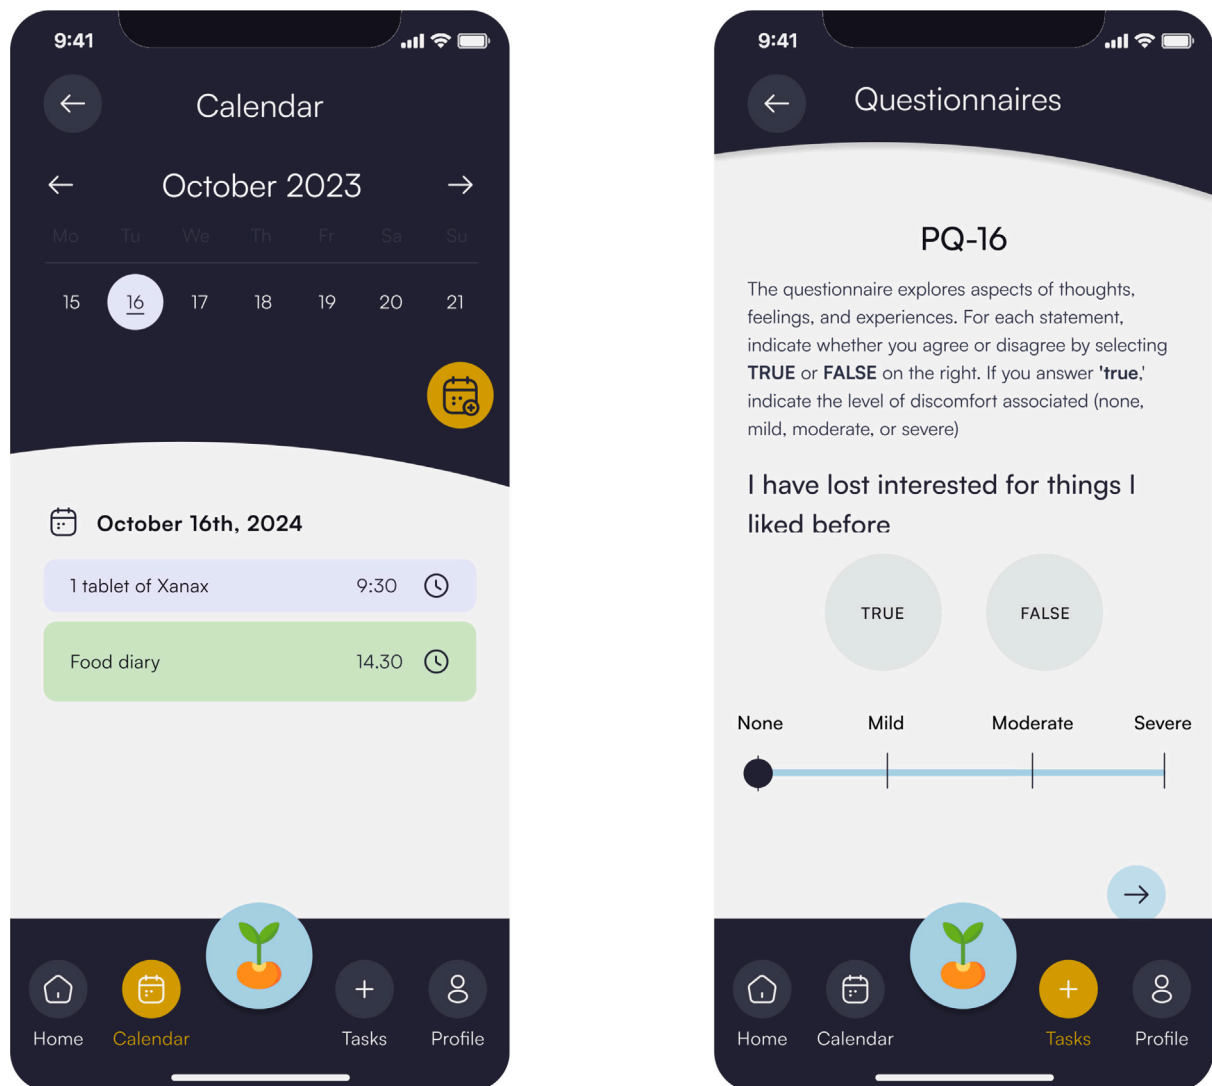 9:41
Calendar
October 2023
Mo Tu We Th Fr Sa Su
15 16 17 18 19 20 21
October 16th, 2024
1 tablet of Xanax 9:30
Food diary 14.30
Home Calendar Tasks Profile
9:41
Questionnaires
PQ-16
The questionnaire explores aspects of thoughts,
feelings, and experiences. For each statement,
indicate whether you agree or disagree by selecting
TRUE or FALSE on the right. If you answer 'true,'
indicate the level of discomfort associated (none,
mild, moderate, or severe)
I have lost interested for things I
liked before
TRUE FALSE
None Mild Moderate Severe
Home Calendar Tasks Profile